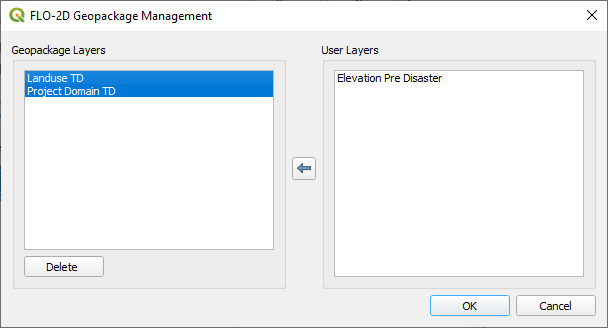 FLO-2D Geopackage Management
Geopackage Layers
User Layers
Landuse TD
Project Domain TD
Elevation Pre Disaster
Delete
OK
Cancel